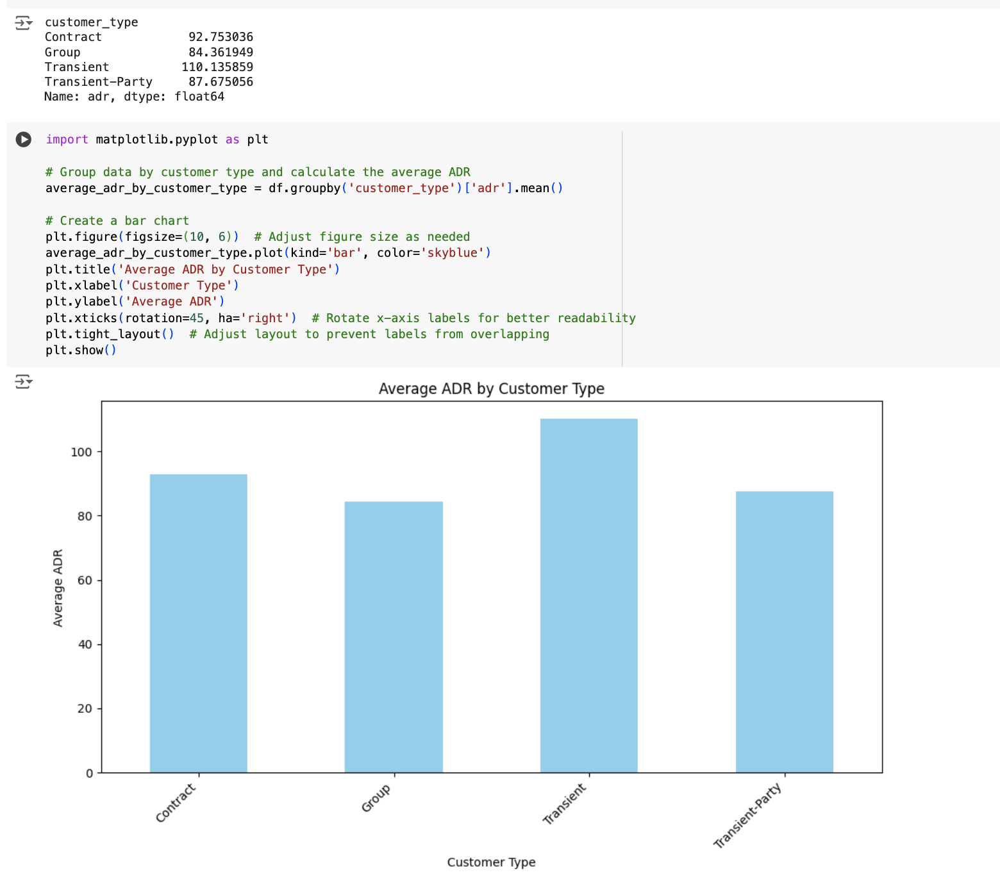 customer_type
Contract 92.753036
Group 84.361949
Transient 110.135859
Transient-Party 87.675056
Name: adr, dtype: float64
import matplotlib.pyplot as plt
# Group data by customer type and calculate the average ADR
average_adr_by_customer_type = df.groupby('customer_type')['adr'].mean()
# Create a bar chart
plt.figure(figsize=(10, 6))  # Adjust figure size as needed
average_adr_by_customer_type.plot(kind='bar', color='skyblue')
plt.title('Average ADR by Customer Type')
plt.xlabel('Customer Type')
plt.ylabel('Average ADR')
plt.xticks(rotation=45, ha='right')  # Rotate x-axis labels for better readability
plt.tight_layout()  # Adjust layout to prevent labels from overlapping
plt.show()
Average ADR by Customer Type
100
80
60
40
20
0
Average ADR
Contract
Group
Transient
Transient-Party
Customer Type